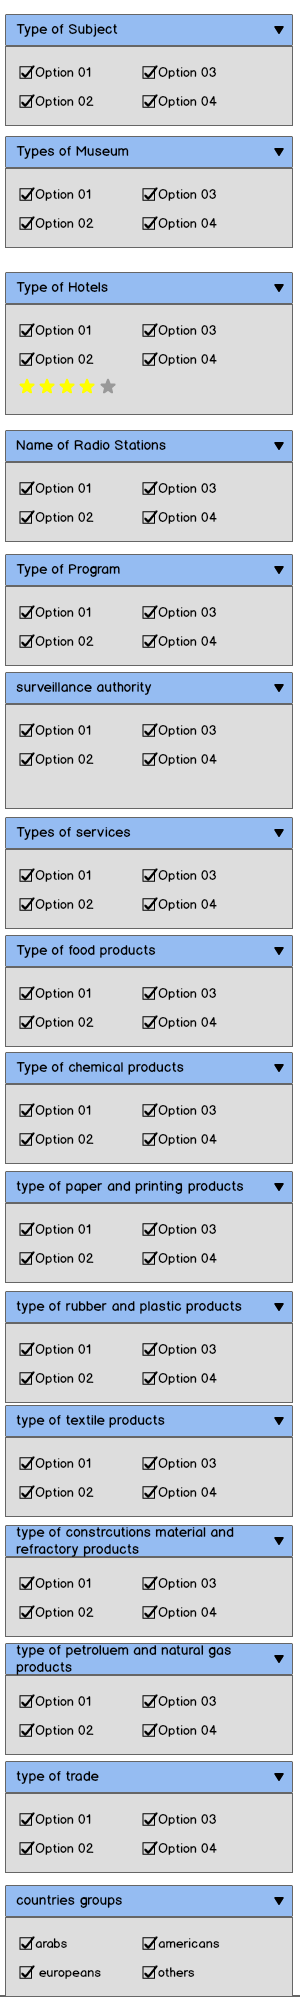 Type of Subject
Option 01 Option 03
Option 02 Option 04
Types of Museum
Option 01 Option 03
Option 02 Option 04
Type of Hotels
Option 01 Option 03
Option 02 Option 04
Name of Radio Stations
Option 01 Option 03
Option 02 Option 04
Type of Program
Option 01 Option 03
Option 02 Option 04
surveillance authority
Option 01 Option 03
Option 02 Option 04
Types of services
Option 01 Option 03
Option 02 Option 04
Type of food products
Option 01 Option 03
Option 02 Option 04
Type of chemical products
Option 01 Option 03
Option 02 Option 04
type of paper and printing products
Option 01 Option 03
Option 02 Option 04
type of rubber and plastic products
Option 01 Option 03
Option 02 Option 04
type of textile products
Option 01 Option 03
Option 02 Option 04
type of constrcutions material and
refractory products
Option 01 Option 03
Option 02 Option 04
type of petroluem and natural gas
products
Option 01 Option 03
Option 02 Option 04
type of trade
Option 01 Option 03
Option 02 Option 04
countries groups
arabs americans
europeans others